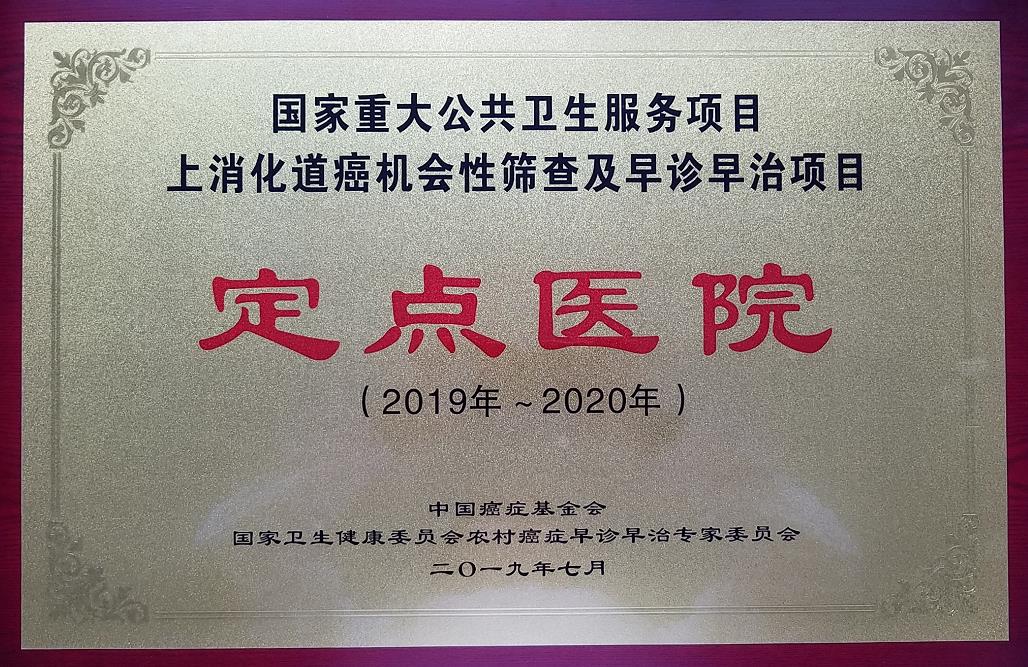 国家重大公共卫生服务项目
上消化道癌机会性筛查及早诊早治项目
定点医院
（2019年～2020年）
中国癌症基金会
国家卫生健康委员会农村癌症早诊早治专家委员会
二〇一九年七月